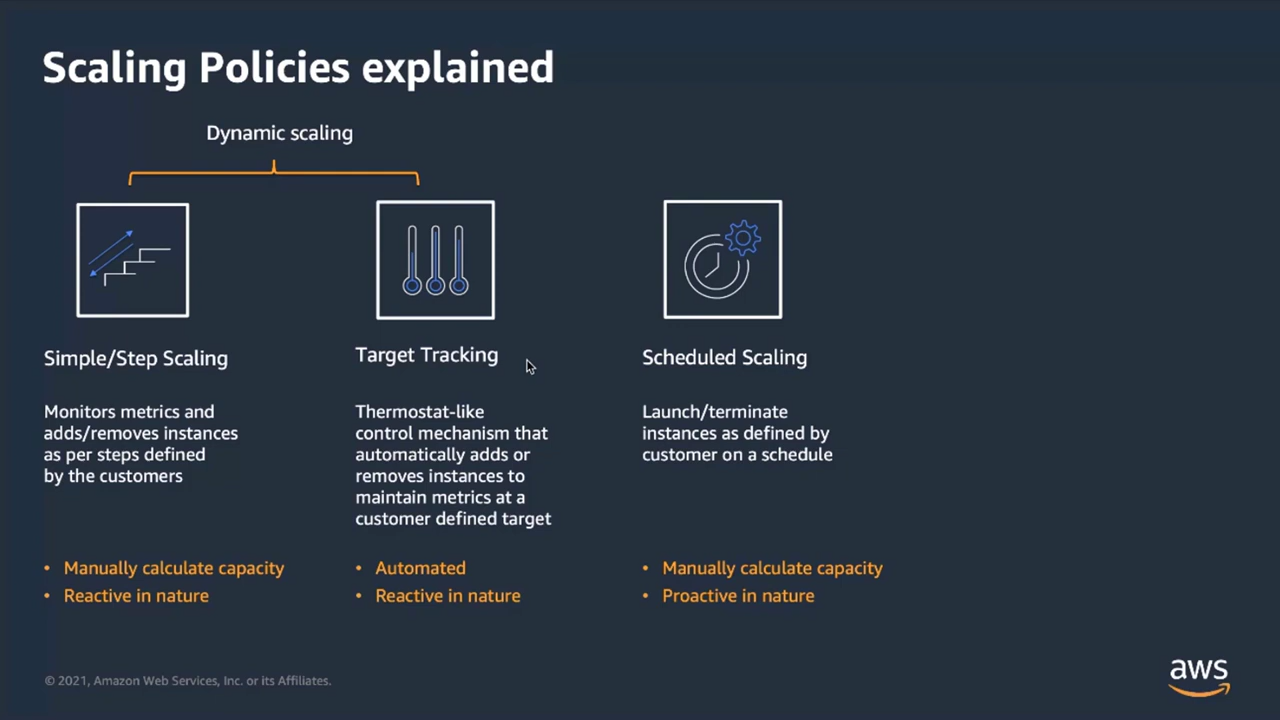 Scaling Policies explained
Dynamic scaling
Simple/Step Scaling
Monitors metrics and
adds/removes instances
as per steps defined
by the customers
• Manually calculate capacity
• Reactive in nature
Target Tracking
Thermostat-like
control mechanism that
automatically adds or
removes instances to
maintain metrics at a
customer defined target
• Automated
• Reactive in nature
Scheduled Scaling
Launch/terminate
instances as defined by
customer on a schedule
• Manually calculate capacity
• Proactive in nature
© 2021, Amazon Web Services, Inc. or its Affiliates.
aws